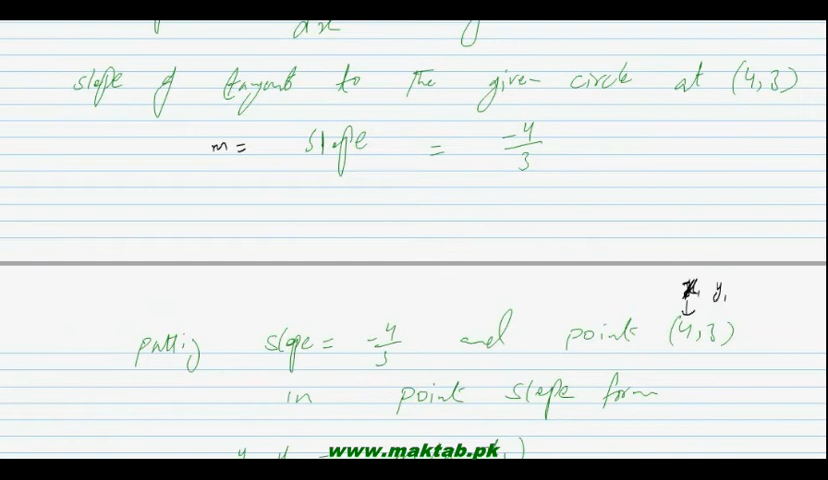 dx y
slope of tangent to the given circle at (4,3)
m = slope = -4/3
x₁ y₁
putting slope = -4/3 and point (4,3)
in point slope form
www.maktab.pk